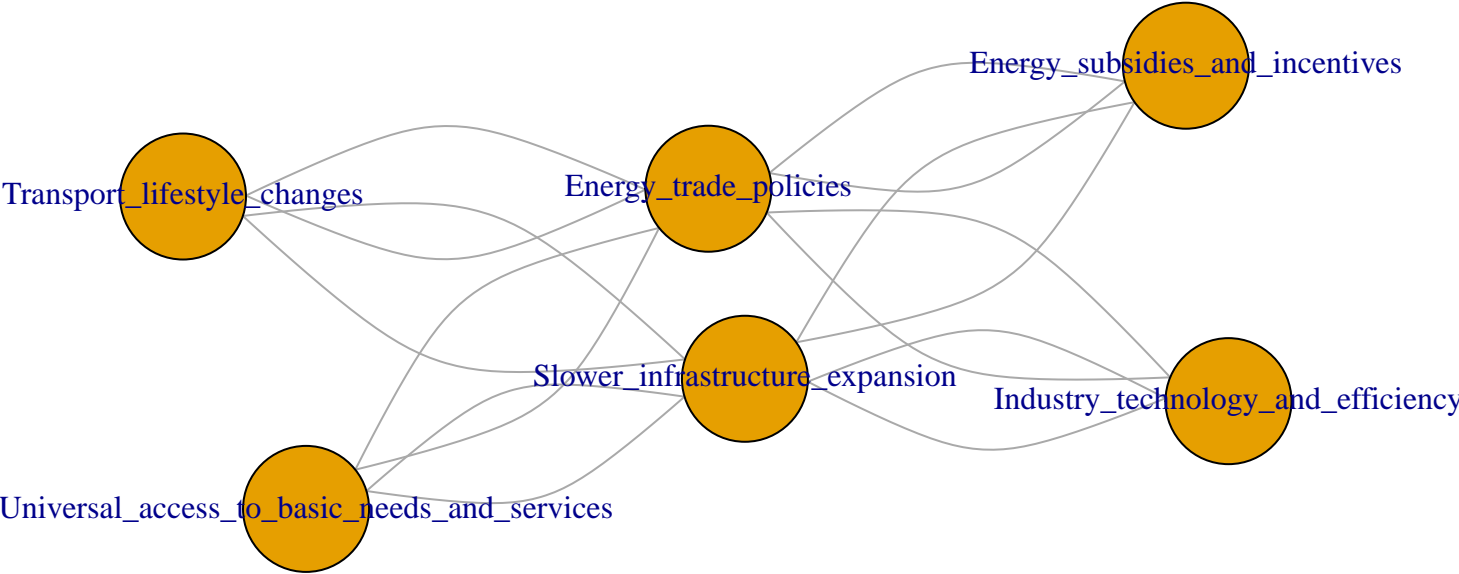 Energy_subsidies_and_incentives
Transport_lifestyle_changes
Energy_trade_policies
Slower_infrastructure_expansion
Industry_technology_and_efficiency
Universal_access_to_basic_needs_and_services